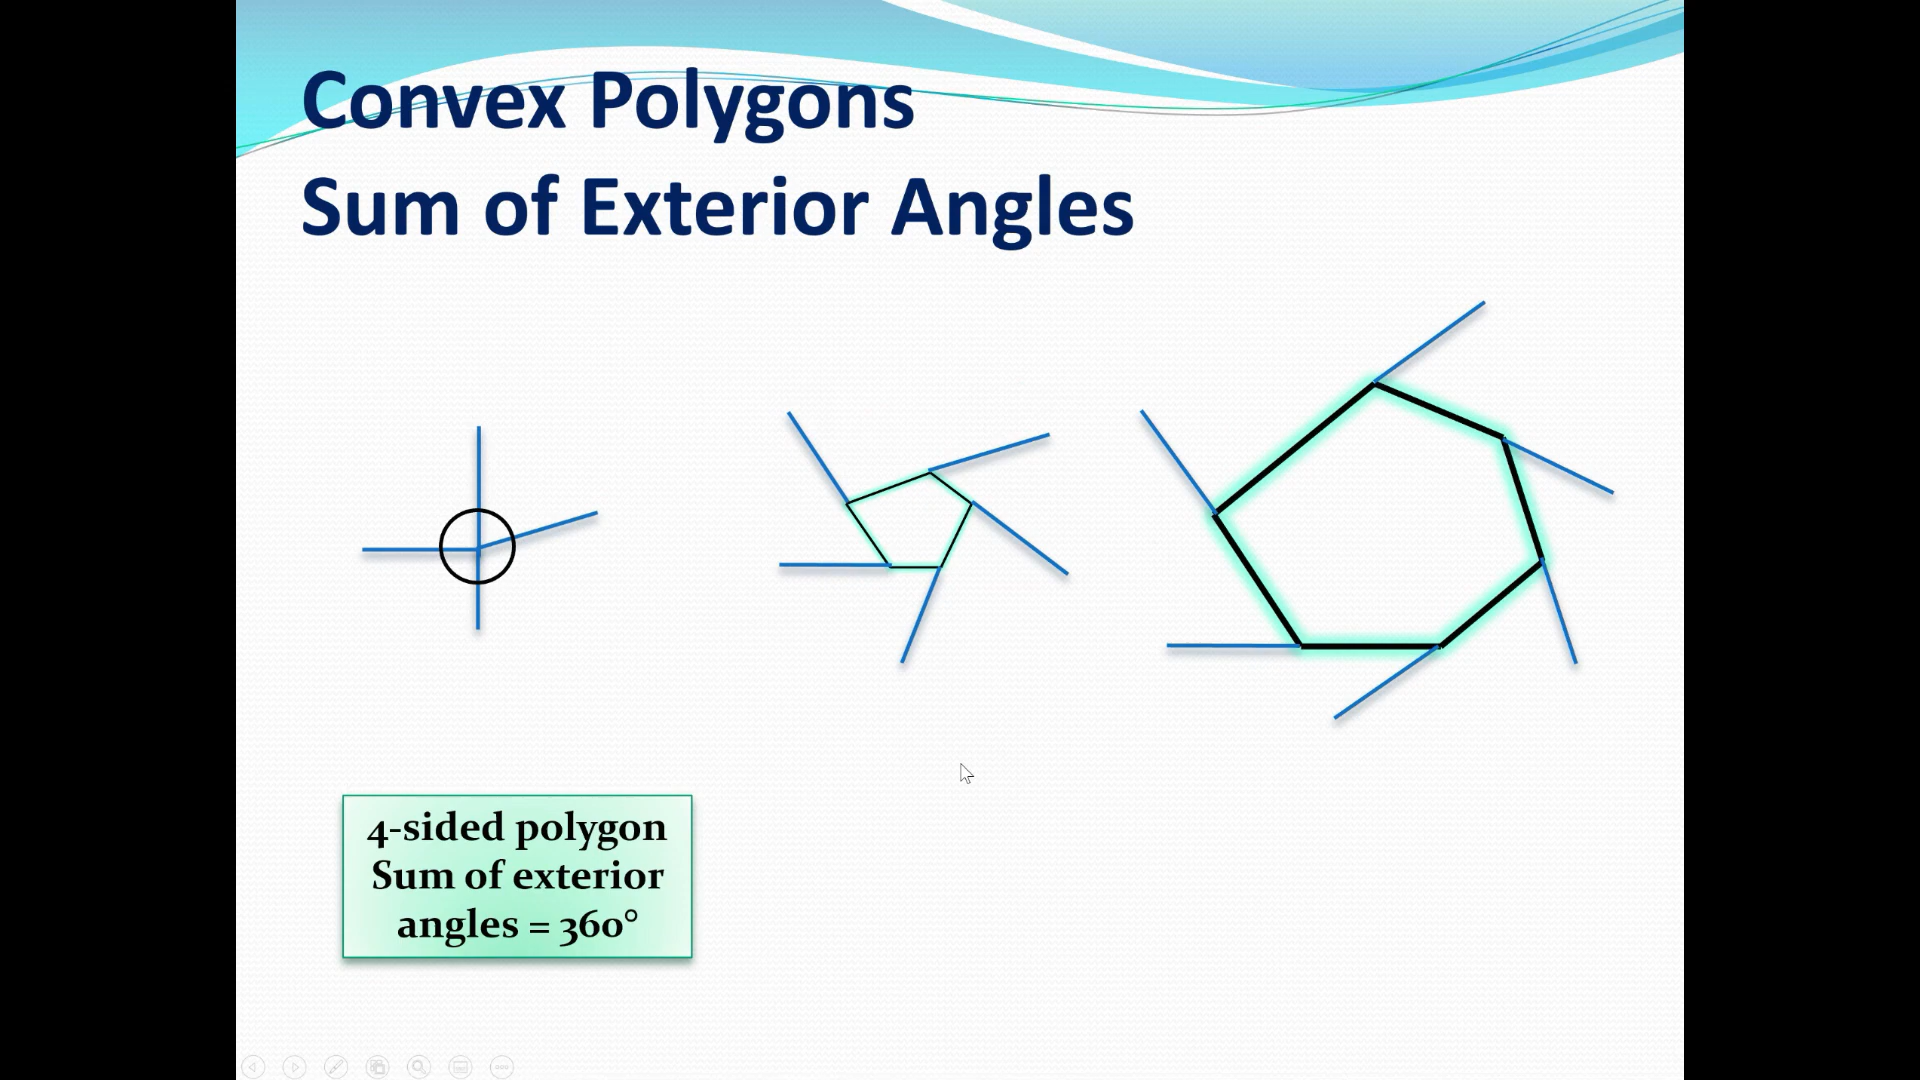 Convex Polygons
Sum of Exterior Angles
4-sided polygon
Sum of exterior
angles = 360°